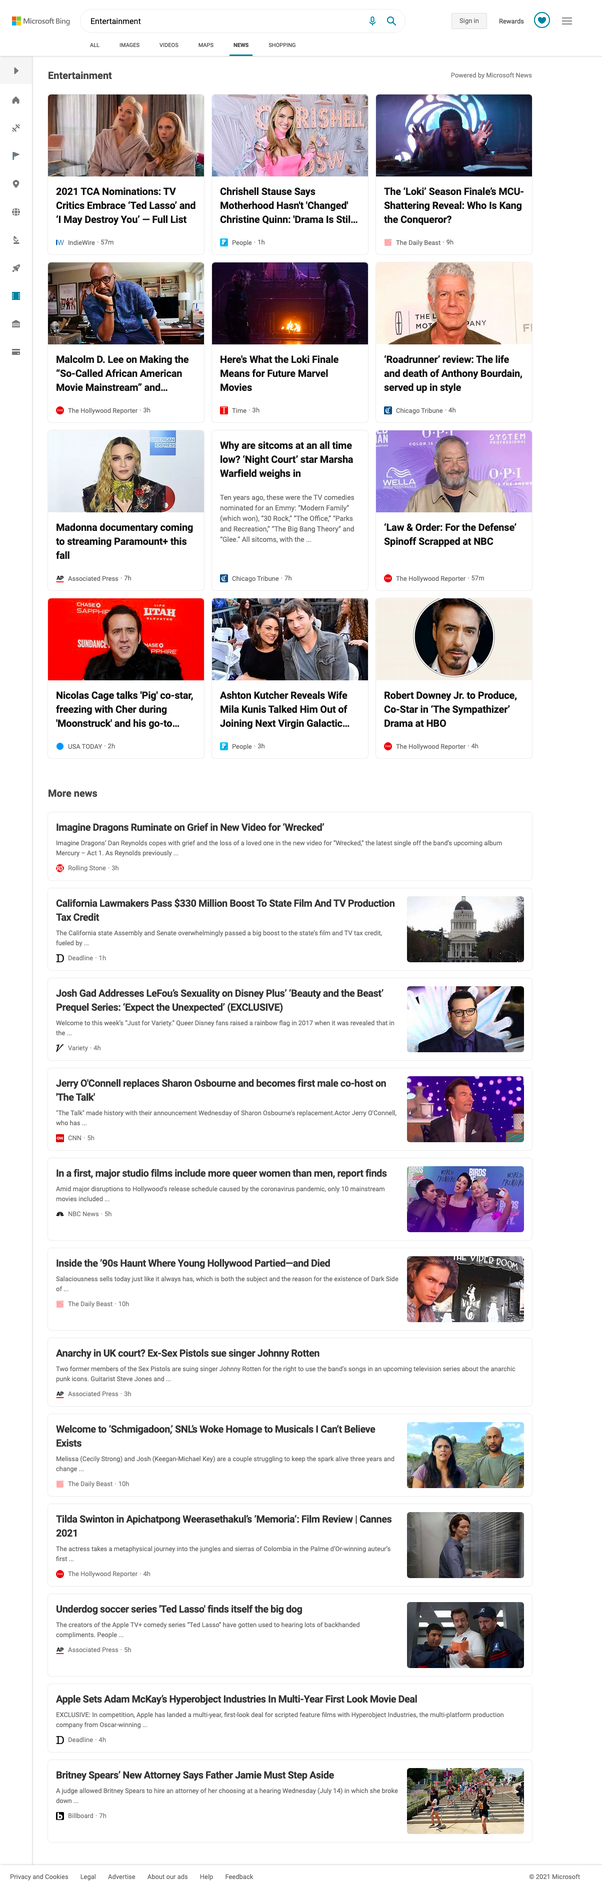 Microsoft Bing
Entertainment
Sign in
Rewards
ALL
IMAGES
VIDEOS
MAPS
NEWS
SHOPPING
Entertainment
Powered by Microsoft News
2021 TCA Nominations: TV
Critics Embrace ‘Ted Lasso’ and
‘I May Destroy You’ — Full List
IndieWire · 57m
CHRISHELL
DSW
Chrishell Stause Says
Motherhood Hasn't 'Changed'
Christine Quinn: 'Drama Is Stil...
People · 1h
The ‘Loki’ Season Finale’s MCU-
Shattering Reveal: Who Is Kang
the Conqueror?
The Daily Beast · 9h
Malcolm D. Lee on Making the
“So-Called African American
Movie Mainstream” and...
The Hollywood Reporter · 3h
Here's What the Loki Finale
Means for Future Marvel
Movies
Time · 3h
‘Roadrunner’ review: The life
and death of Anthony Bourdain,
served up in style
Chicago Tribune · 4h
Madonna documentary coming
to streaming Paramount+ this
fall
Associated Press · 7h
Why are sitcoms at an all time
low? ‘Night Court’ star Marsha
Warfield weighs in
Ten years ago, these were the TV comedies
nominated for an Emmy: “Modern Family”
(which won), “30 Rock,” “The Office,” “Parks
and Recreation,” “The Big Bang Theory” and
“Glee.” All sitcoms, with the ...
Chicago Tribune · 7h
O·P·I
SYSTEM
PROFESSIONAL
WELLA
O·P·I
‘Law & Order: For the Defense’
Spinoff Scrapped at NBC
The Hollywood Reporter · 57m
CHASE
SAPPHIRE
UTAH
SUNDANCE
Nicolas Cage talks 'Pig' co-star,
freezing with Cher during
'Moonstruck' and his go-to...
USA TODAY · 2h
Ashton Kutcher Reveals Wife
Mila Kunis Talked Him Out of
Joining Next Virgin Galactic...
People · 3h
Robert Downey Jr. to Produce,
Co-Star in ‘The Sympathizer’
Drama at HBO
The Hollywood Reporter · 4h
More news
Imagine Dragons Ruminate on Grief in New Video for ‘Wrecked’
Imagine Dragons’ Dan Reynolds copes with grief and the loss of a loved one in the new video for “Wrecked,” the latest single off the band’s upcoming album
Mercury – Act 1. As Reynolds previously ...
Rolling Stone · 3h
California Lawmakers Pass $330 Million Boost To State Film And TV Production
Tax Credit
The California state Assembly and Senate overwhelmingly passed a big boost to the state’s film and TV tax credit,
fueled by ...
Deadline · 1h
Josh Gad Addresses LeFou’s Sexuality on Disney Plus’ ‘Beauty and the Beast’
Prequel Series: ‘Expect the Unexpected’ (EXCLUSIVE)
Welcome to this week’s “Just for Variety.” Queer Disney fans raised a rainbow flag in 2017 when it was revealed that in
the ...
Variety · 4h
Jerry O'Connell replaces Sharon Osbourne and becomes first male co-host on
'The Talk'
"The Talk" made history with their announcement Wednesday of Sharon Osbourne's replacement.Actor Jerry O'Connell,
who has ...
CNN · 5h
In a first, major studio films include more queer women than men, report finds
Amid major disruptions to Hollywood's release schedule caused by the coronavirus pandemic, only 10 mainstream
movies included ...
NBC News · 5h
Inside the ’90s Haunt Where Young Hollywood Partied—and Died
Salaciousness sells today just like it always has, which is both the subject and the reason for the existence of Dark Side
of ...
The Daily Beast · 10h
THE VIPER ROOM
Anarchy in UK court? Ex-Sex Pistols sue singer Johnny Rotten
Two former members of the Sex Pistols are suing singer Johnny Rotten for the right to use the band’s songs in an upcoming television series about the anarchic
punk icons. Guitarist Steve Jones and ...
Associated Press · 3h
Welcome to ‘Schmigadoon,’ SNL’s Woke Homage to Musicals I Can’t Believe
Exists
Melissa (Cecily Strong) and Josh (Keegan-Michael Key) are a couple struggling to keep the spark alive three years and
change ...
The Daily Beast · 10h
Tilda Swinton in Apichatpong Weerasethakul’s ‘Memoria’: Film Review | Cannes
2021
The actress takes a metaphysical journey into the jungles and sierras of Colombia in the Palme d’Or-winning auteur’s
first ...
The Hollywood Reporter · 4h
Underdog soccer series 'Ted Lasso' finds itself the big dog
The creators of the Apple TV+ comedy series “Ted Lasso” have gotten used to hearing lots of backhanded
compliments. People ...
Associated Press · 5h
Apple Sets Adam McKay’s Hyperobject Industries In Multi-Year First Look Movie Deal
EXCLUSIVE: In competition, Apple has landed a multi-year, first-look deal for scripted feature films with Hyperobject Industries, the multi-platform production
company from Oscar-winning ...
Deadline · 4h
Britney Spears’ New Attorney Says Father Jamie Must Step Aside
A judge allowed Britney Spears to hire an attorney of her choosing at a hearing Wednesday (July 14) in which she broke
down ...
Billboard · 7h
Privacy and Cookies
Legal
Advertise
About our ads
Help
Feedback
© 2021 Microsoft